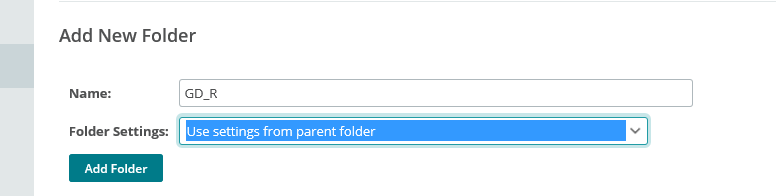 Add New Folder
Name: GD_R
Folder Settings: Use settings from parent folder
Add Folder